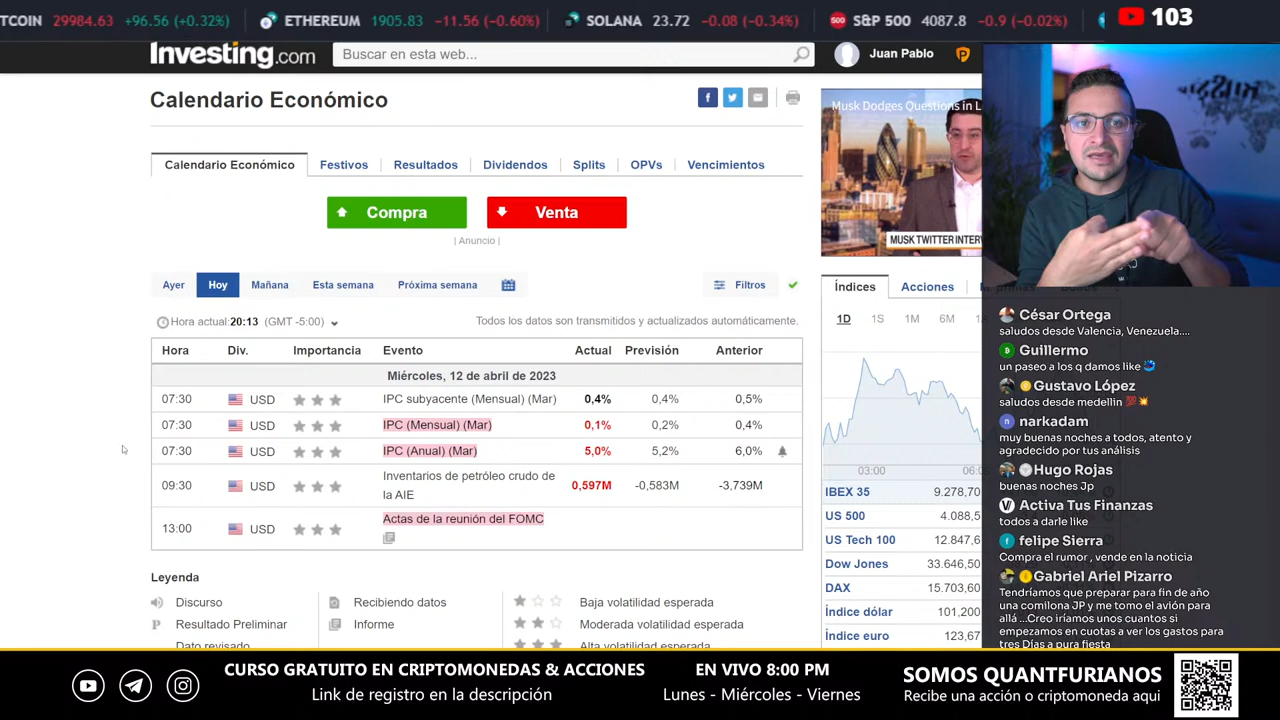 TCOIN 29984.63 +96.56 (+0.32%) ETHEREUM 1905.83 -11.56 (-0.60%) SOLANA 23.72 -0.08 (-0.34%) 500 S&P 500 4087.8 -0.9 (-0.02%) 103
Investing.com Buscar en esta web... Juan Pablo
Calendario Económico
Calendario Económico Festivos Resultados Dividendos Splits OPVs Vencimientos
Compra Venta
| Anuncio |
Ayer Hoy Mañana Esta semana Próxima semana Filtros
Hora actual: 20:13 (GMT -5:00) Todos los datos son transmitidos y actualizados automáticamente.
Hora Div. Importancia Evento Actual Previsión Anterior
Miércoles, 12 de abril de 2023
07:30 USD IPC subyacente (Mensual) (Mar) 0,4% 0,4% 0,5%
07:30 USD IPC (Mensual) (Mar) 0,1% 0,2% 0,4%
07:30 USD IPC (Anual) (Mar) 5,0% 5,2% 6,0%
09:30 USD Inventarios de petróleo crudo de
la AIE 0,597M -0,583M -3,739M
13:00 USD Actas de la reunión del FOMC
Leyenda
Discurso Recibiendo datos Baja volatilidad esperada
P Resultado Preliminar Informe Moderada volatilidad esperada
Dato revisado Alta volatilidad esperada
Musk Dodges Questions in L
MUSK TWITTER INTER
Índices Acciones
1D 1S 1M 6M
03:00 06:
IBEX 35 9.278,70
US 500 4.088,5
US Tech 100 12.847,6
Dow Jones 33.646,50
DAX 15.703,60
Índice dólar 101,200
Índice euro 123,67
César Ortega
saludos desde Valencia, Venezuela....
Guillermo
un paseo a los q damos like
Gustavo López
saludos desde medellin 💯💥
narkadam
muy buenas noches a todos, atento y
agradecido por tus análisis
Hugo Rojas
buenas noches Jp
Activa Tus Finanzas
todos a darle like
felipe Sierra
Compra el rumor , vende en la noticia
Gabriel Ariel Pizarro
Tendríamos que preparar para fin de año
una comilona JP y me tomo el avión para
allá ...Creo iríamos unos cuantos si
empezamos en cuotas a ver los gastos para
tres Días a pura fiesta
CURSO GRATUITO EN CRIPTOMONEDAS & ACCIONES
Link de registro en la descripción
EN VIVO 8:00 PM
Lunes - Miércoles - Viernes
SOMOS QUANTFURIANOS
Recibe una acción o criptomoneda aqui